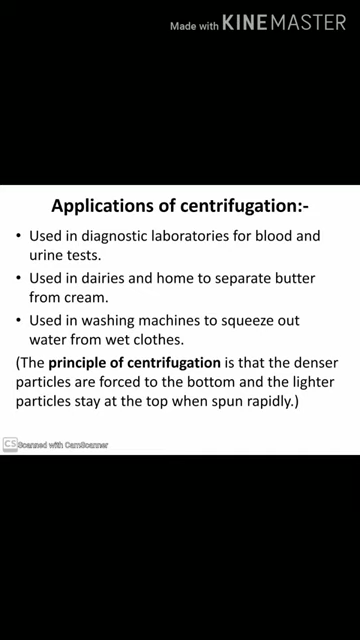 Made with KINEMASTER
Applications of centrifugation:-
• Used in diagnostic laboratories for blood and
urine tests.
• Used in dairies and home to separate butter
from cream.
• Used in washing machines to squeeze out
water from wet clothes.
(The principle of centrifugation is that the denser
particles are forced to the bottom and the lighter
particles stay at the top when spun rapidly.)
CS Scanned with CamScanner